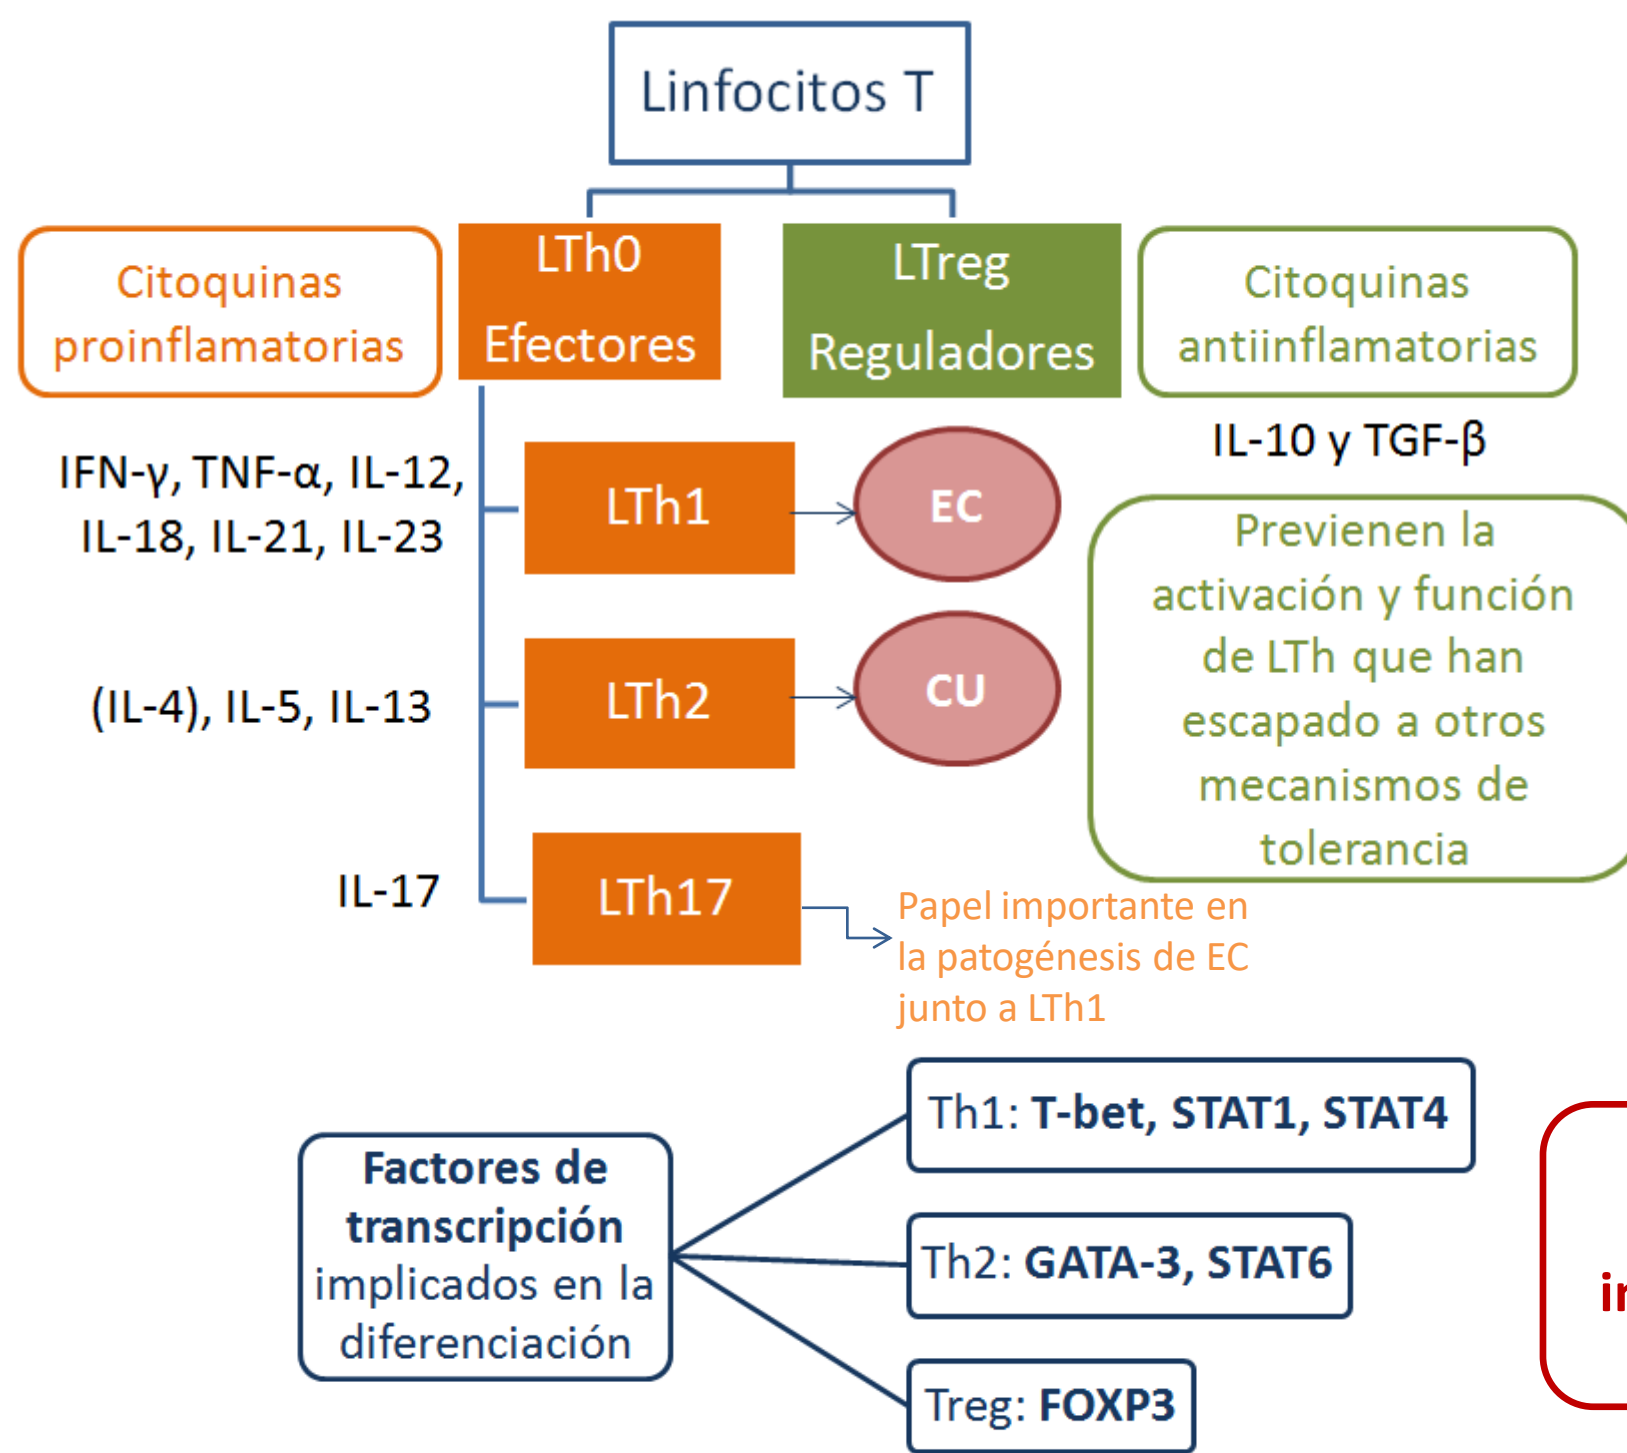 Linfocitos T
Citoquinas
proinflamatorias
LTh0
Efectores
LTreg
Reguladores
Citoquinas
antiinflamatorias
IL-10 y TGF-β
IFN-γ, TNF-α, IL-12,
IL-18, IL-21, IL-23
LTh1
EC
Previenen la
activación y función
de LTh que han
escapado a otros
mecanismos de
tolerancia
(IL-4), IL-5, IL-13
LTh2
CU
IL-17
LTh17
Papel importante en
la patogénesis de EC
junto a LTh1
Factores de
transcripción
implicados en la
diferenciación
Th1: T-bet, STAT1, STAT4
Th2: GATA-3, STAT6
Treg: FOXP3